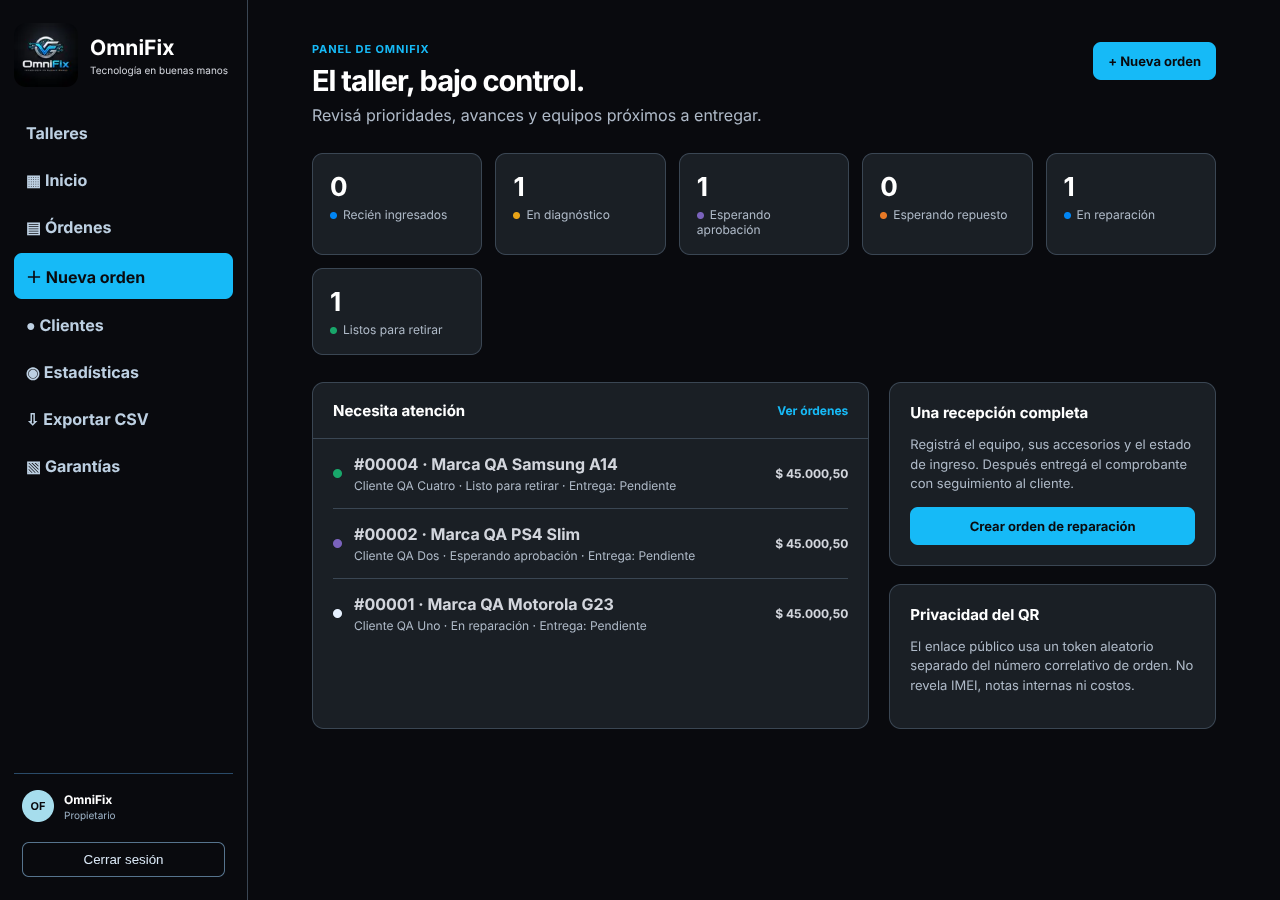 OmniFix
OmniFix
Tecnología en buenas manos
Talleres
▦ Inicio
▤ Órdenes
＋ Nueva orden
● Clientes
◉ Estadísticas
⇩ Exportar CSV
▧ Garantías
OF
OmniFix
Propietario
Cerrar sesión
PANEL DE OMNIFIX
El taller, bajo control.
Revisá prioridades, avances y equipos próximos a entregar.
+ Nueva orden
0
Recién ingresados
1
En diagnóstico
1
Esperando
aprobación
0
Esperando repuesto
1
En reparación
1
Listos para retirar
Necesita atención
Ver órdenes
#00004 · Marca QA Samsung A14
Cliente QA Cuatro · Listo para retirar · Entrega: Pendiente
$ 45.000,50
#00002 · Marca QA PS4 Slim
Cliente QA Dos · Esperando aprobación · Entrega: Pendiente
$ 45.000,50
#00001 · Marca QA Motorola G23
Cliente QA Uno · En reparación · Entrega: Pendiente
$ 45.000,50
Una recepción completa
Registrá el equipo, sus accesorios y el estado
de ingreso. Después entregá el comprobante
con seguimiento al cliente.
Crear orden de reparación
Privacidad del QR
El enlace público usa un token aleatorio
separado del número correlativo de orden. No
revela IMEI, notas internas ni costos.